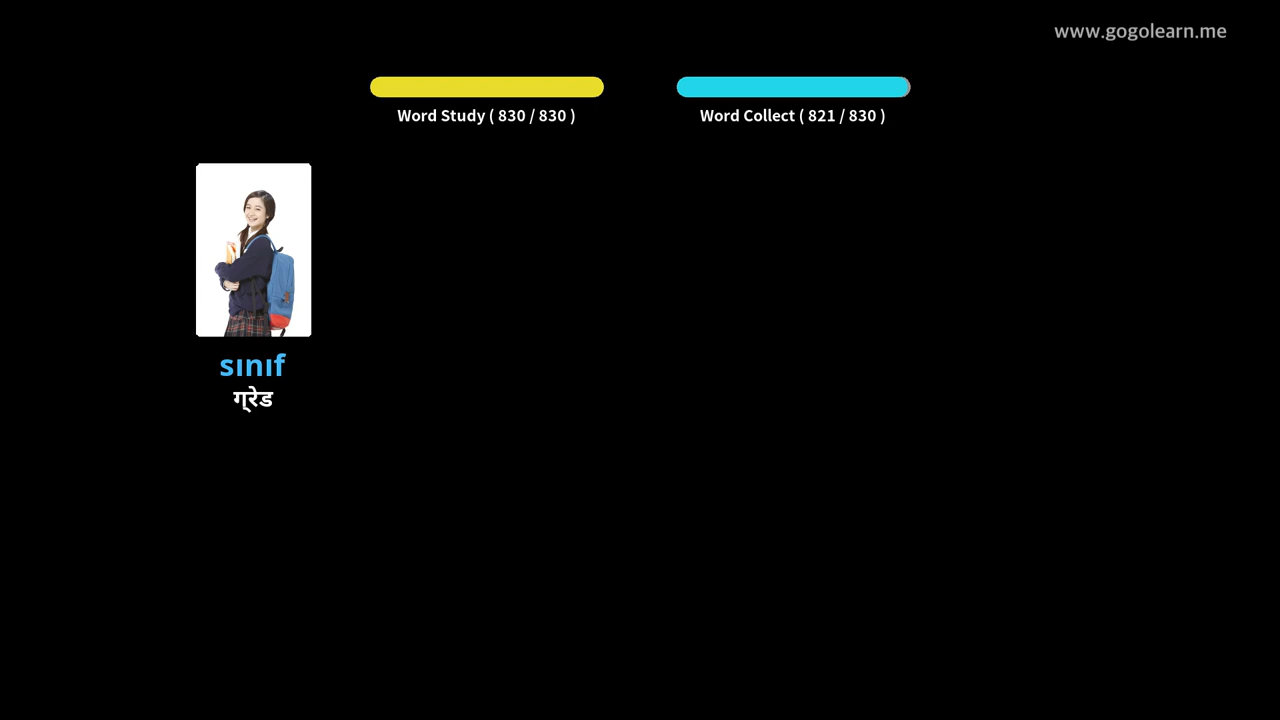 www.gogolearn.me
Word Study ( 830 / 830 )
Word Collect ( 821 / 830 )
sınıf
ग्रेड